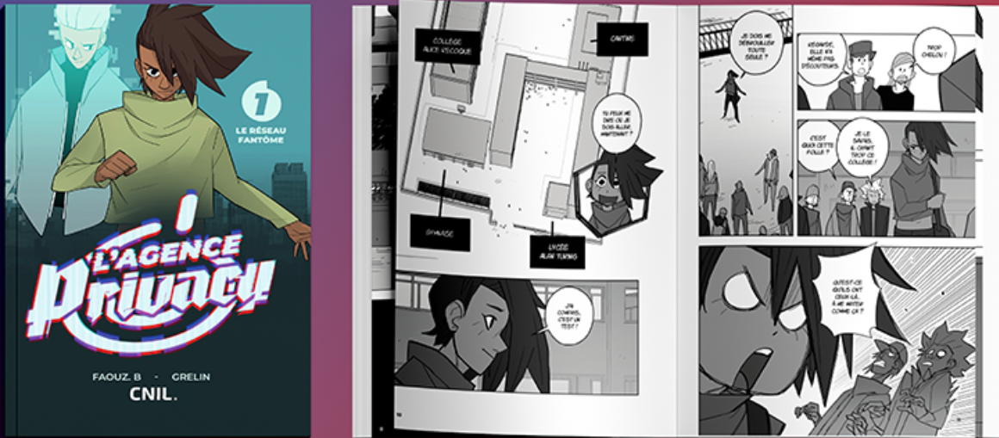 1
LE RÉSEAU
FANTÔME
L'AGENCE
Privacy
FAOUZ. B - GRELIN
CNIL.
COLLÈGE
ALICE RECOQUE
CANTINE
TU PEUX ME
DIRE OÙ JE
DOIS ALLER,
MAINTENANT ?
GYMNASE
LYCÉE
ALAN TURING
J'AI
COMPRIS,
C'EST UN
TEST !
10
JE DOIS ME
DÉBROUILLER
TOUTE
SEULE ?
REGARDE,
ELLE N'A
MÊME PAS
D'ÉCOUTEURS.
TROP
CHELOU !
C'EST
QUOI CETTE
FOLLE ?
JE LE
SAVAIS,
IL CRAINT
TROP CE
COLLÈGE !
QU'EST-CE
QU'ILS ONT
CEUX-LÀ,
À ME MATER
COMME ÇA ?